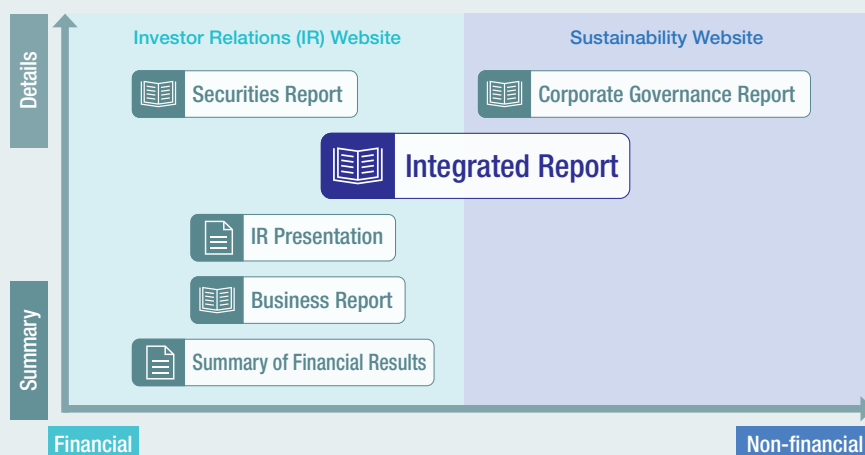 Investor Relations (IR) Website
Sustainability Website
Details
Securities Report
Corporate Governance Report
Integrated Report
IR Presentation
Business Report
Summary
Summary of Financial Results
Financial
Non-financial